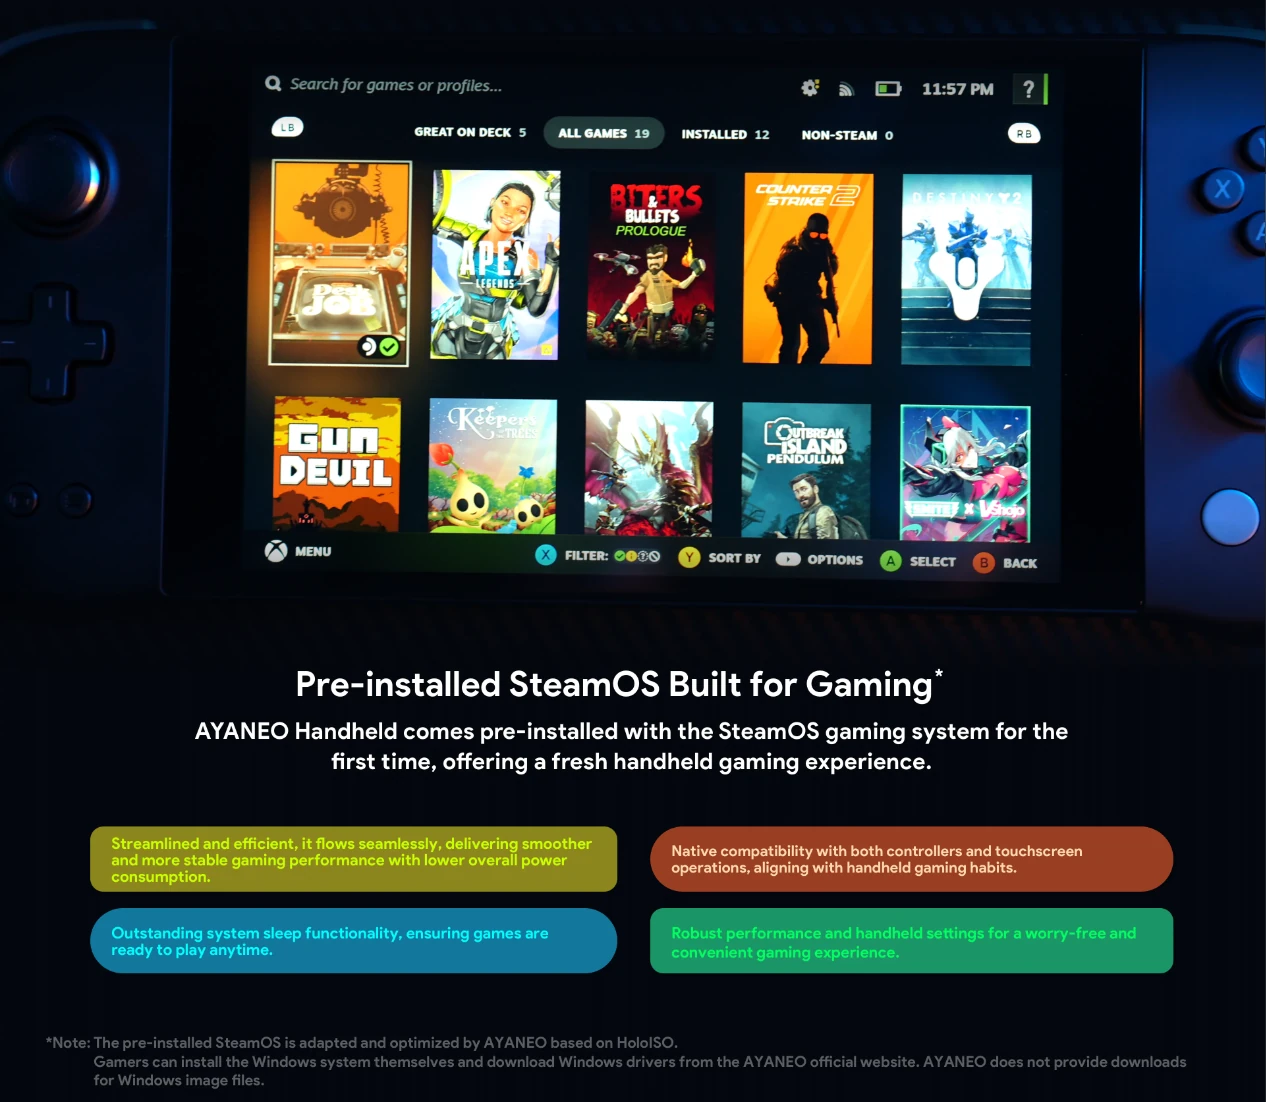 Search for games or profiles...
11:57 PM
?
LB
GREAT ON DECK 5
ALL GAMES 19
INSTALLED 12
NON-STEAM 0
RB
Desk
JOB
APEX
LEGENDS
BITERS
&
BULLETS
PROLOGUE
COUNTER
STRIKE 2
DESTINY 2
X
Y
A
GUN
DEVIL
Keepers
OF THE TREES
OUTBREAK
ISLAND
PENDULUM
SMITE X VShojo
MENU
X FILTER:
Y SORT BY
OPTIONS
A SELECT
B BACK
Pre-installed SteamOS Built for Gaming*
AYANEO Handheld comes pre-installed with the SteamOS gaming system for the
first time, offering a fresh handheld gaming experience.
Streamlined and efficient, it flows seamlessly, delivering smoother
and more stable gaming performance with lower overall power
consumption.
Native compatibility with both controllers and touchscreen
operations, aligning with handheld gaming habits.
Outstanding system sleep functionality, ensuring games are
ready to play anytime.
Robust performance and handheld settings for a worry-free and
convenient gaming experience.
*Note: The pre-installed SteamOS is adapted and optimized by AYANEO based on HoloISO.
Gamers can install the Windows system themselves and download Windows drivers from the AYANEO official website. AYANEO does not provide downloads
for Windows image files.